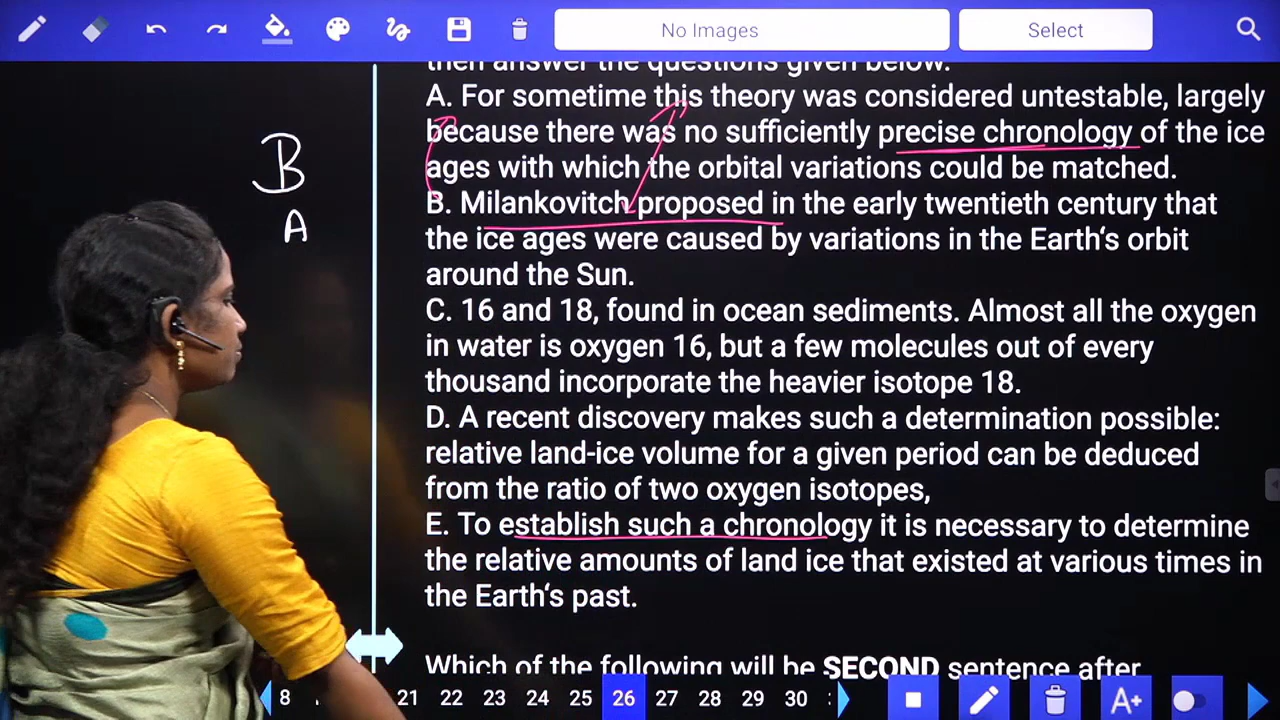 No Images
Select
then answer the questions given below.
A. For sometime this theory was considered untestable, largely
because there was no sufficiently precise chronology of the ice
ages with which the orbital variations could be matched.
B. Milankovitch proposed in the early twentieth century that
the ice ages were caused by variations in the Earth‘s orbit
around the Sun.
C. 16 and 18, found in ocean sediments. Almost all the oxygen
in water is oxygen 16, but a few molecules out of every
thousand incorporate the heavier isotope 18.
D. A recent discovery makes such a determination possible:
relative land-ice volume for a given period can be deduced
from the ratio of two oxygen isotopes,
E. To establish such a chronology it is necessary to determine
the relative amounts of land ice that existed at various times in
the Earth‘s past.
Which of the following will be SECOND sentence after
B
A
8 21 22 23 24 25 26 27 28 29 30
A+